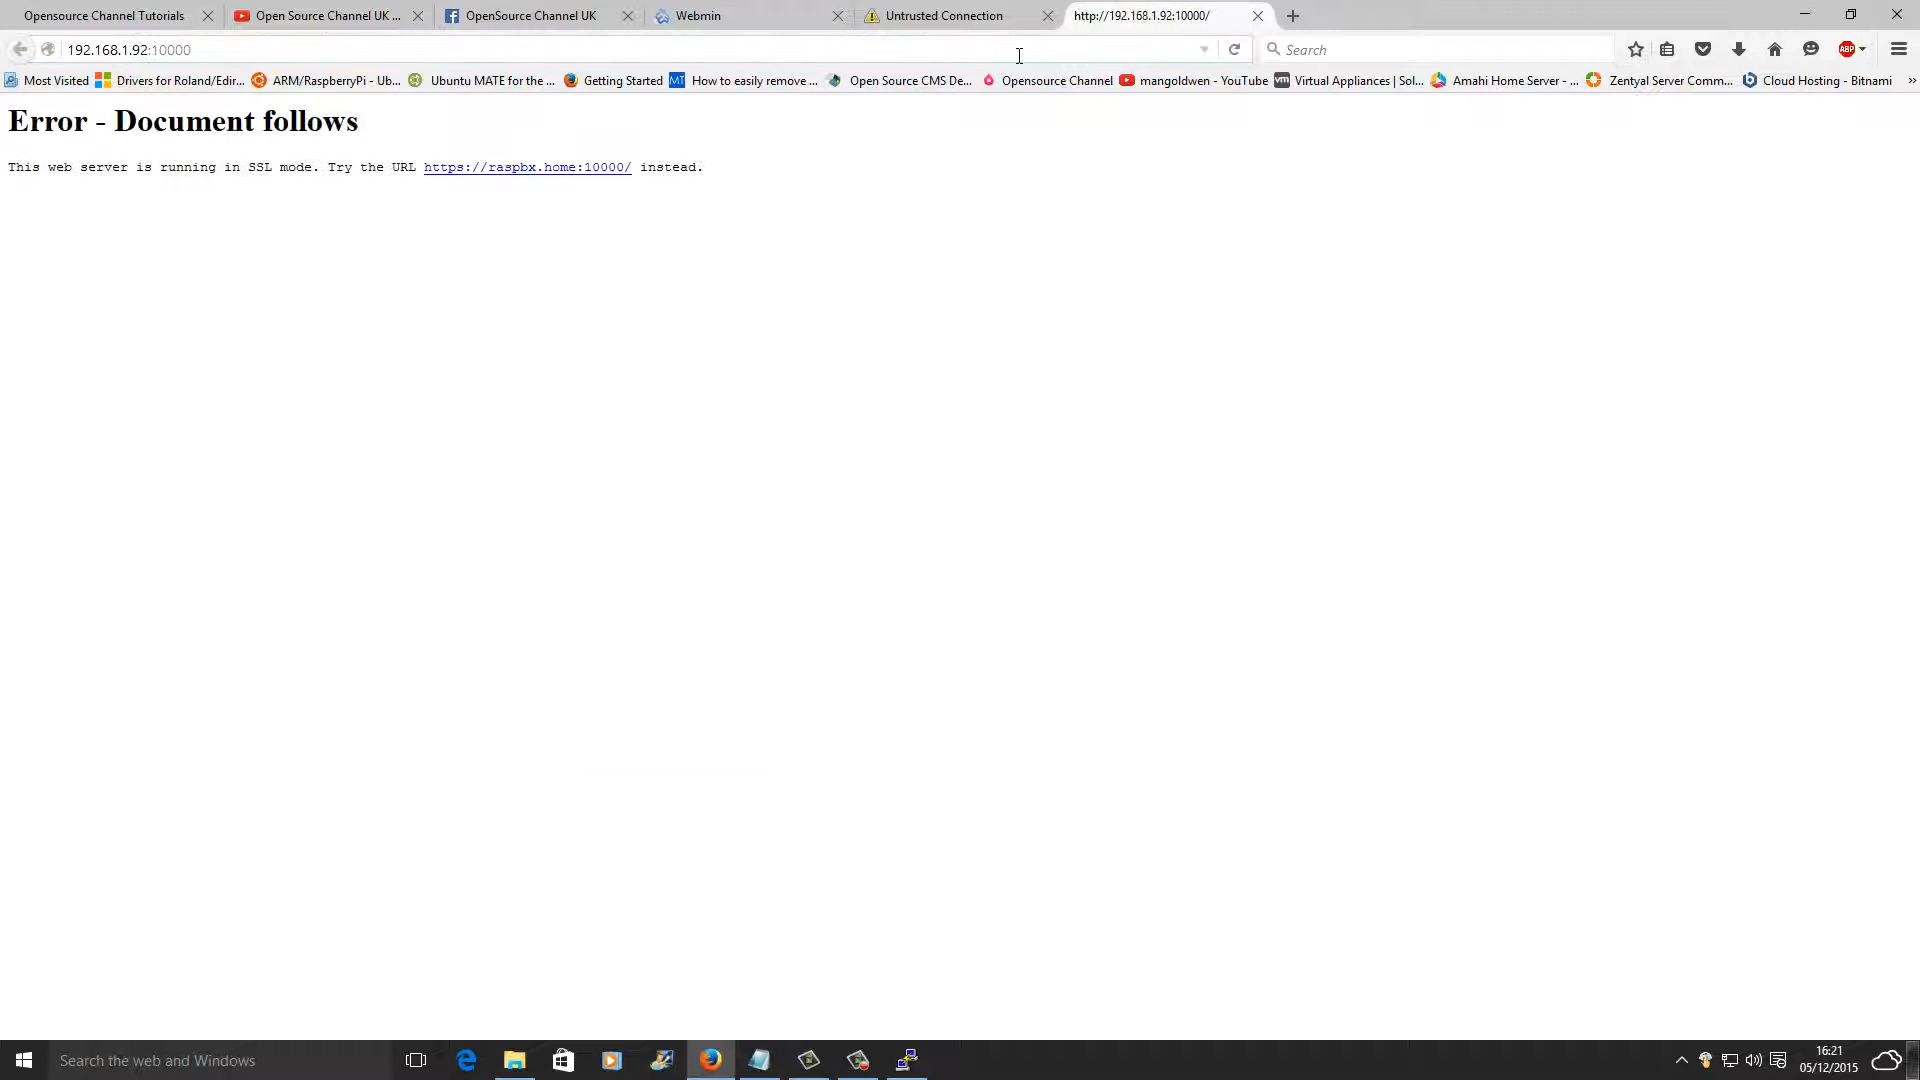 Opensource Channel Tutorials
Open Source Channel UK ...
OpenSource Channel UK
Webmin
Untrusted Connection
http://192.168.1.92:10000/
192.168.1.92:10000
Search
ABP
Most Visited
Drivers for Roland/Edir...
ARM/RaspberryPi - Ub...
Ubuntu MATE for the ...
Getting Started
MT
How to easily remove ...
Open Source CMS De...
Opensource Channel
mangoldwen - YouTube
vm
Virtual Appliances | Sol...
Amahi Home Server - ...
Zentyal Server Comm...
Cloud Hosting - Bitnami
Error - Document follows
This web server is running in SSL mode. Try the URL https://raspbx.home:10000/ instead.
Search the web and Windows
16:21
05/12/2015